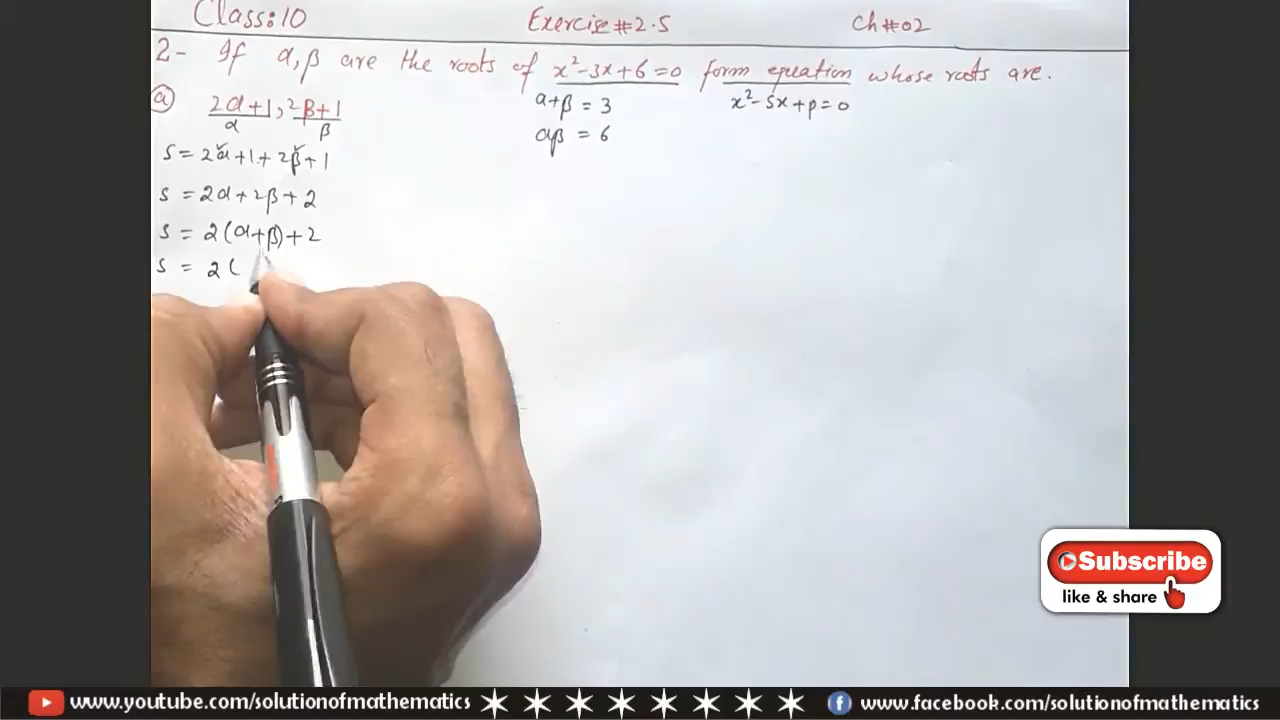 Class: 10 Exercise # 2.5 Ch # 02
2- If α, β are the roots of x²-3x+6=0 form equation whose roots are.
(a) 2α+1, 2β+1 α+β = 3 x²-Sx+p=0
α β αβ = 6
S = 2α+1+2β+1
S = 2α+2β+2
S = 2(α+β)+2
S = 2(
Subscribe
like & share
www.youtube.com/solutionofmathematics www.facebook.com/solutionofmathematics